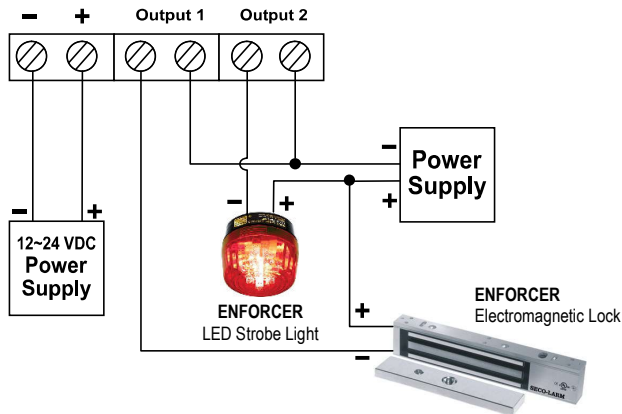 − + Output 1 Output 2
− +
12~24 VDC
Power
Supply
− +
ENFORCER
LED Strobe Light
−
+
Power
Supply
ENFORCER
Electromagnetic Lock
+
−
SECO-LARM